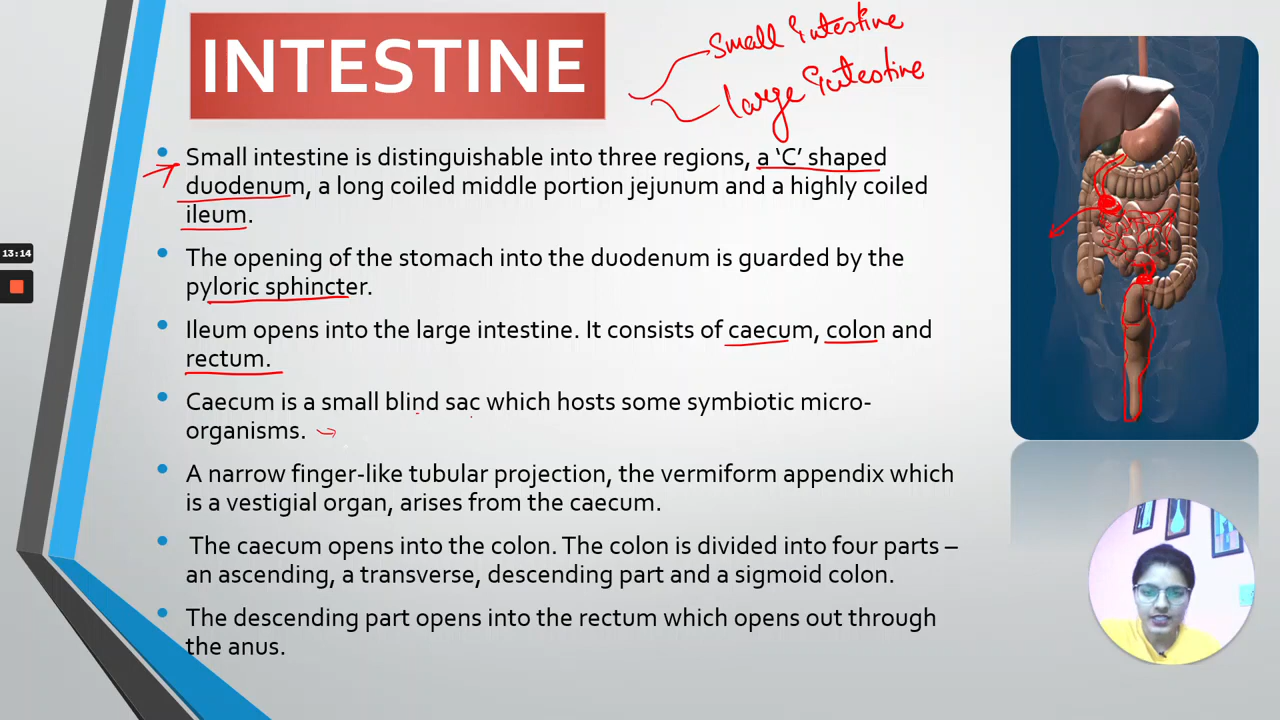 INTESTINE
Small Intestine
large Intestine
• Small intestine is distinguishable into three regions, a ‘C’ shaped
duodenum, a long coiled middle portion jejunum and a highly coiled
ileum.
• The opening of the stomach into the duodenum is guarded by the
pyloric sphincter.
• Ileum opens into the large intestine. It consists of caecum, colon and
rectum.
• Caecum is a small blind sac which hosts some symbiotic micro-
organisms.
• A narrow finger-like tubular projection, the vermiform appendix which
is a vestigial organ, arises from the caecum.
• The caecum opens into the colon. The colon is divided into four parts –
an ascending, a transverse, descending part and a sigmoid colon.
• The descending part opens into the rectum which opens out through
the anus.
13:14